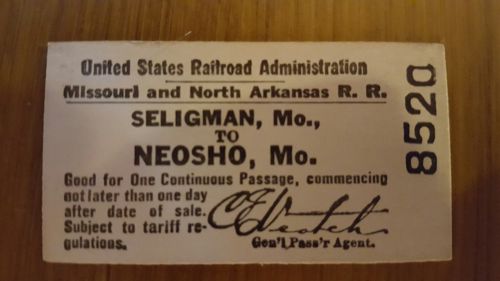 United States Railroad Administration
Missouri and North Arkansas R. R.
SELIGMAN, Mo.,
TO
NEOSHO, Mo.
Good for One Continuous Passage, commencing
not later than one day
after date of sale.
Subject to tariff re-
gulations.
Gen'l Pass'r Agent.
8520